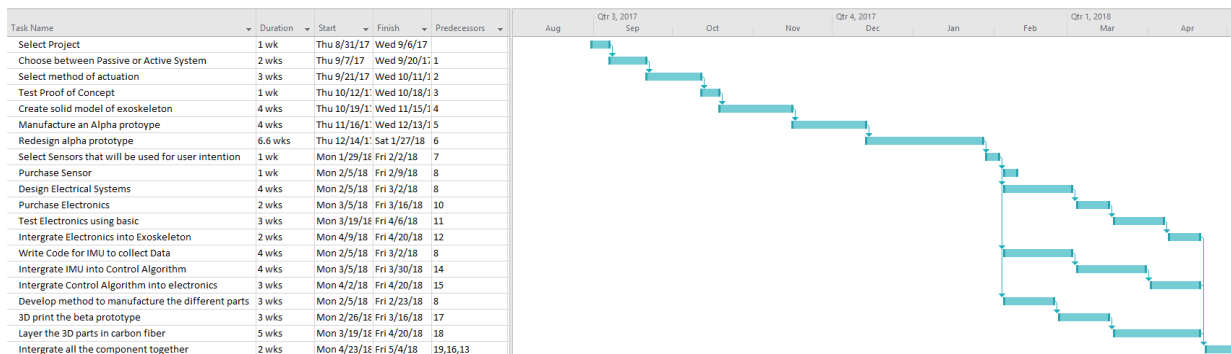 Qtr 3, 2017 Qtr 4, 2017 Qtr 1, 2018
Task Name Duration Start Finish Predecessors Aug Sep Oct Nov Dec Jan Feb Mar Apr
Select Project 1 wk Thu 8/31/17 Wed 9/6/17
Choose between Passive or Active System 2 wks Thu 9/7/17 Wed 9/20/17 1
Select method of actuation 3 wks Thu 9/21/17 Wed 10/11/1 2
Test Proof of Concept 1 wk Thu 10/12/1 Wed 10/18/1 3
Create solid model of exoskeleton 4 wks Thu 10/19/1 Wed 11/15/1 4
Manufacture an Alpha protoype 4 wks Thu 11/16/1 Wed 12/13/1 5
Redesign alpha prototype 6.6 wks Thu 12/14/1 Sat 1/27/18 6
Select Sensors that will be used for user intention 1 wk Mon 1/29/18 Fri 2/2/18 7
Purchase Sensor 1 wk Mon 2/5/18 Fri 2/9/18 8
Design Electrical Systems 4 wks Mon 2/5/18 Fri 3/2/18 8
Purchase Electronics 2 wks Mon 3/5/18 Fri 3/16/18 10
Test Electronics using basic 3 wks Mon 3/19/18 Fri 4/6/18 11
Intergrate Electronics into Exoskeleton 2 wks Mon 4/9/18 Fri 4/20/18 12
Write Code for IMU to collect Data 4 wks Mon 2/5/18 Fri 3/2/18 8
Intergrate IMU into Control Algorithm 4 wks Mon 3/5/18 Fri 3/30/18 14
Intergrate Control Algorithm into electronics 3 wks Mon 4/2/18 Fri 4/20/18 15
Develop method to manufacture the different parts 3 wks Mon 2/5/18 Fri 2/23/18 8
3D print the beta prototype 3 wks Mon 2/26/18 Fri 3/16/18 17
Layer the 3D parts in carbon fiber 5 wks Mon 3/19/18 Fri 4/20/18 18
Intergrate all the component together 2 wks Mon 4/23/18 Fri 5/4/18 19,16,13